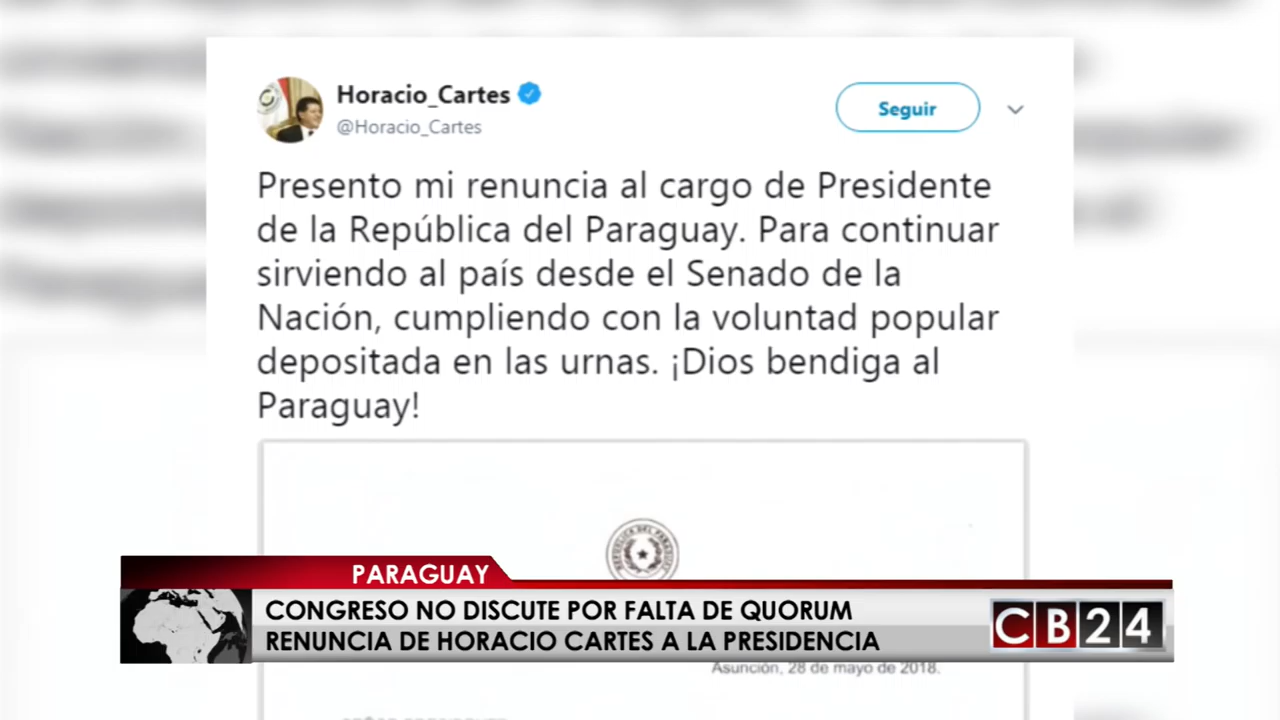 Horacio_Cartes
@Horacio_Cartes
Seguir
Presento mi renuncia al cargo de Presidente
de la República del Paraguay. Para continuar
sirviendo al país desde el Senado de la
Nación, cumpliendo con la voluntad popular
depositada en las urnas. ¡Dios bendiga al
Paraguay!
REPUBLICA DEL PARAGUAY
PARAGUAY
CONGRESO NO DISCUTE POR FALTA DE QUORUM
RENUNCIA DE HORACIO CARTES A LA PRESIDENCIA
CB24
Asunción, 28 de mayo de 2018.